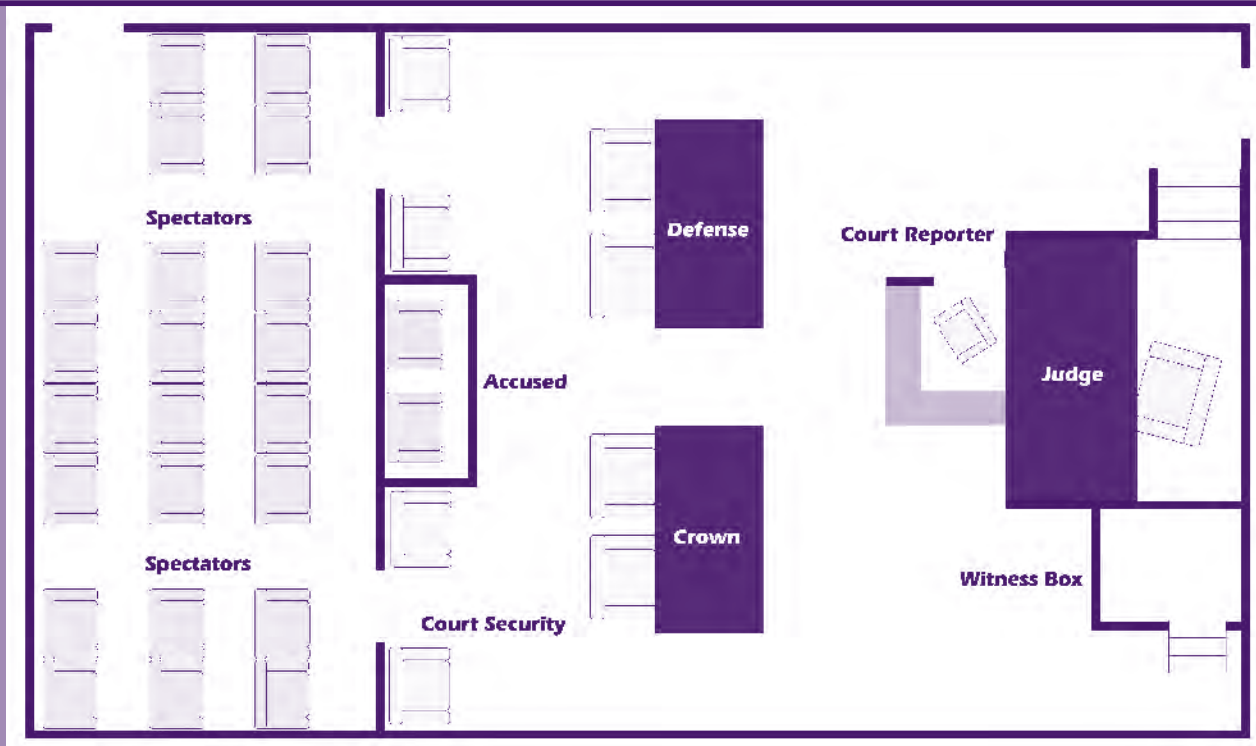 Spectators
Defense
Court Reporter
Judge
Accused
Crown
Spectators
Witness Box
Court Security